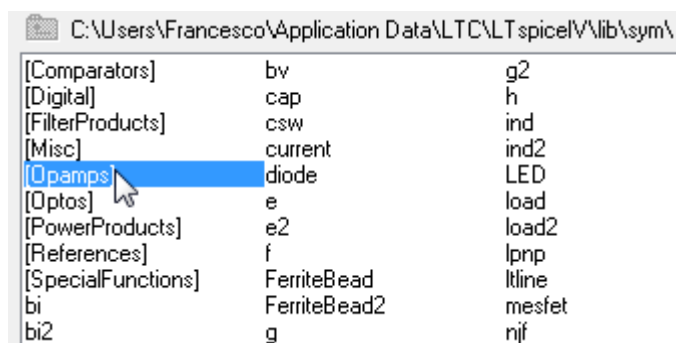 C:\Users\Francesco\Application Data\LTC\LTspiceIV\lib\sym\
[Comparators] bv g2
[Digital] cap h
[FilterProducts] csw ind
[Misc] current ind2
[Opamps] diode LED
[Optos] e load
[PowerProducts] e2 load2
[References] f lpnp
[SpecialFunctions] FerriteBead ltline
bi FerriteBead2 mesfet
bi2 g njf